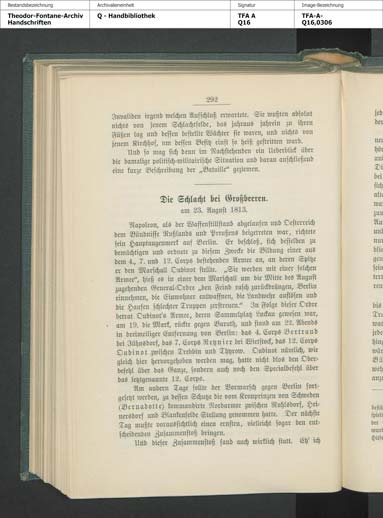 Bestandsbezeichnung
Archivalieneinheit
Signatur
Image-Bezeichnung
Theodor-Fontane-Archiv
Handschriften
Q - Handbibliothek
TFA A
Q16
TFA-A-
Q16,0306
292
Invaliden irgend welchen Aufschluß erwartete. Sie wußten absolut
nichts von jenem Schlachtfelde, das jahraus jahrein zu ihren
Füßen lag und dessen bestellte Wächter sie waren, und nichts von
jenem Kirchhof, um dessen Besitz einst so heiß gestritten ward.
Und so mag sich denn im Nachstehenden ein Ueberblick über
die damalige politisch-militairische Situation und daran anschließend
eine kurze Beschreibung der „Bataille“ geziemen.
Die Schlacht bei Großbeeren.
am 23. August 1813.
Napoleon, als der Waffenstillstand abgelaufen und Oesterreich
dem Bündnisse Rußlands und Preußens beigetreten war, richtete
sein Hauptaugenmerk auf Berlin. Er beschloß, sich desselben zu
bemächtigen und ordnete zu diesem Zwecke die Bildung einer aus
dem 4., 7. und 12. Corps bestehenden Armee an, an deren Spitze
er den Marschall Oudinot stellte. „Sie werden mit einer solchen
Armee“, hieß es in einer dem Marschall um die Mitte des August
zugehenden General-Ordre „den Feind rasch zurückdrängen, Berlin
einnehmen, die Einwohner entwaffnen, die Landwehr auflösen und
die Haufen schlechter Truppen zerstreuen.“ In Folge dieser Ordre
betrat Oudinot's Armee, deren Sammelplatz Luckau gewesen war,
am 19. die Mark, rückte gegen Baruth, und stand am 22. Abends
in dreimeiliger Entfernung von Berlin: das 4. Corps Bertrand
bei Jühnsdorf, das 7. Corps Reynier bei Wietstock, das 12. Corps
Oudinot zwischen Trebbin und Thyrow. Oudinot nämlich, wie
gleich hier hervorgehoben werden mag, hatte nicht blos den Ober-
befehl über das Ganze, sondern auch noch den Specialbefehl über
das letztgenannte 12. Corps.
Am andern Tage sollte der Vormarsch gegen Berlin fort-
gesetzt werden, zu dessen Schutze die vom Kronprinzen von Schweden
(Bernadotte) kommandirte Nordarmee zwischen Ruhlsdorf, Hei-
nersdorf und Blankenfelde Stellung genommen hatte. Der nächste
Tag mußte voraussichtlich einen ernsten, vielleicht sogar den ent-
scheidenden Zusammenstoß bringen.
Und dieser Zusammenstoß fand auch wirklich statt. Eh' ich